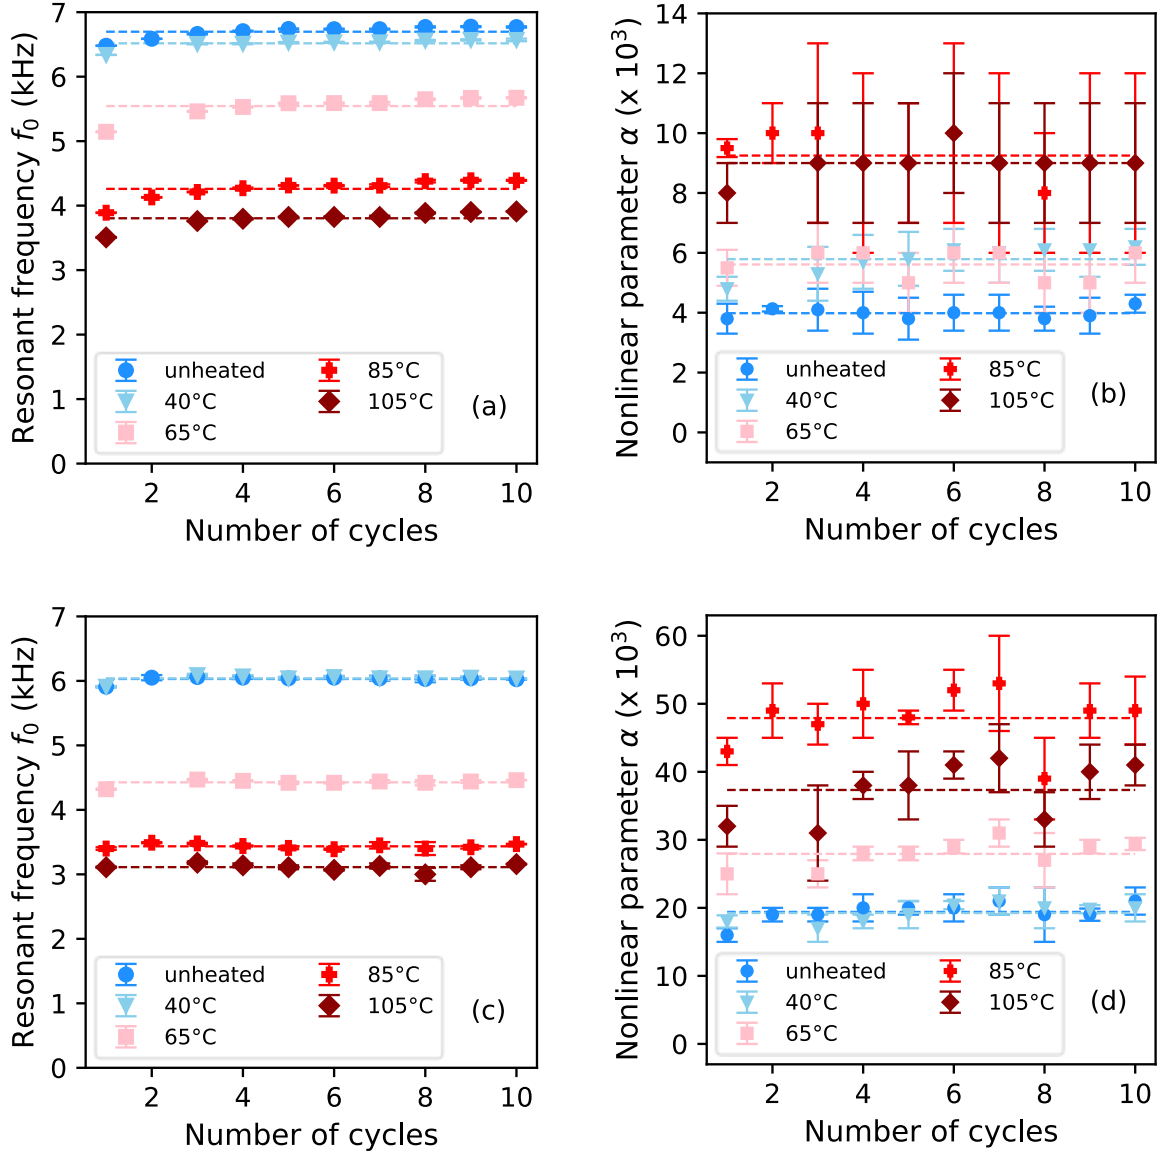 7
6
5
4
3
2
1
0
Resonant frequency f₀ (kHz)
unheated
40°C
65°C
85°C
105°C
(a)
2 4 6 8 10
Number of cycles
14
12
10
8
6
4
2
0
Nonlinear parameter α (x 10³)
unheated
40°C
65°C
85°C
105°C
(b)
2 4 6 8 10
Number of cycles
7
6
5
4
3
2
1
0
Resonant frequency f₀ (kHz)
unheated
40°C
65°C
85°C
105°C
(c)
2 4 6 8 10
Number of cycles
60
50
40
30
20
10
0
Nonlinear parameter α (x 10³)
unheated
40°C
65°C
85°C
105°C
(d)
2 4 6 8 10
Number of cycles